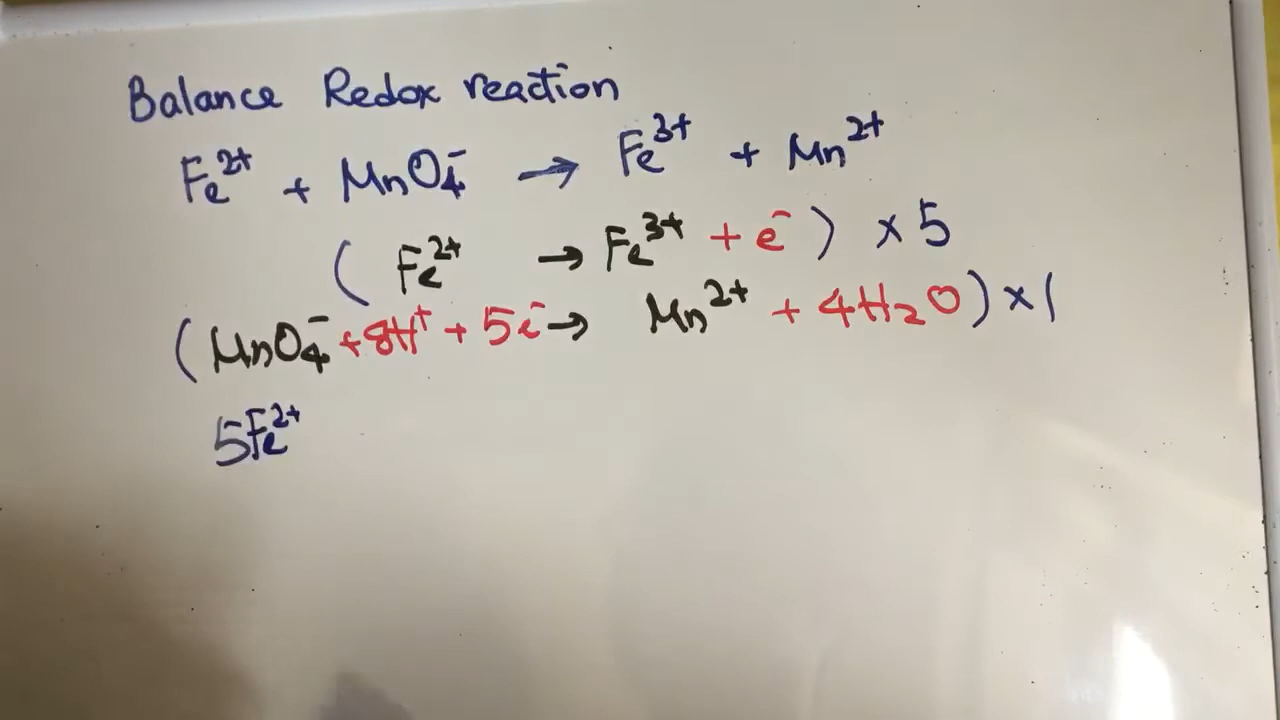 Balance Redox reaction
Fe²⁺ + MnO₄⁻ → Fe³⁺ + Mn²⁺
( Fe²⁺ → Fe³⁺ + e⁻ ) × 5
( MnO₄⁻ + 8H⁺ + 5e⁻ → Mn²⁺ + 4H₂O ) × 1
5Fe²⁺